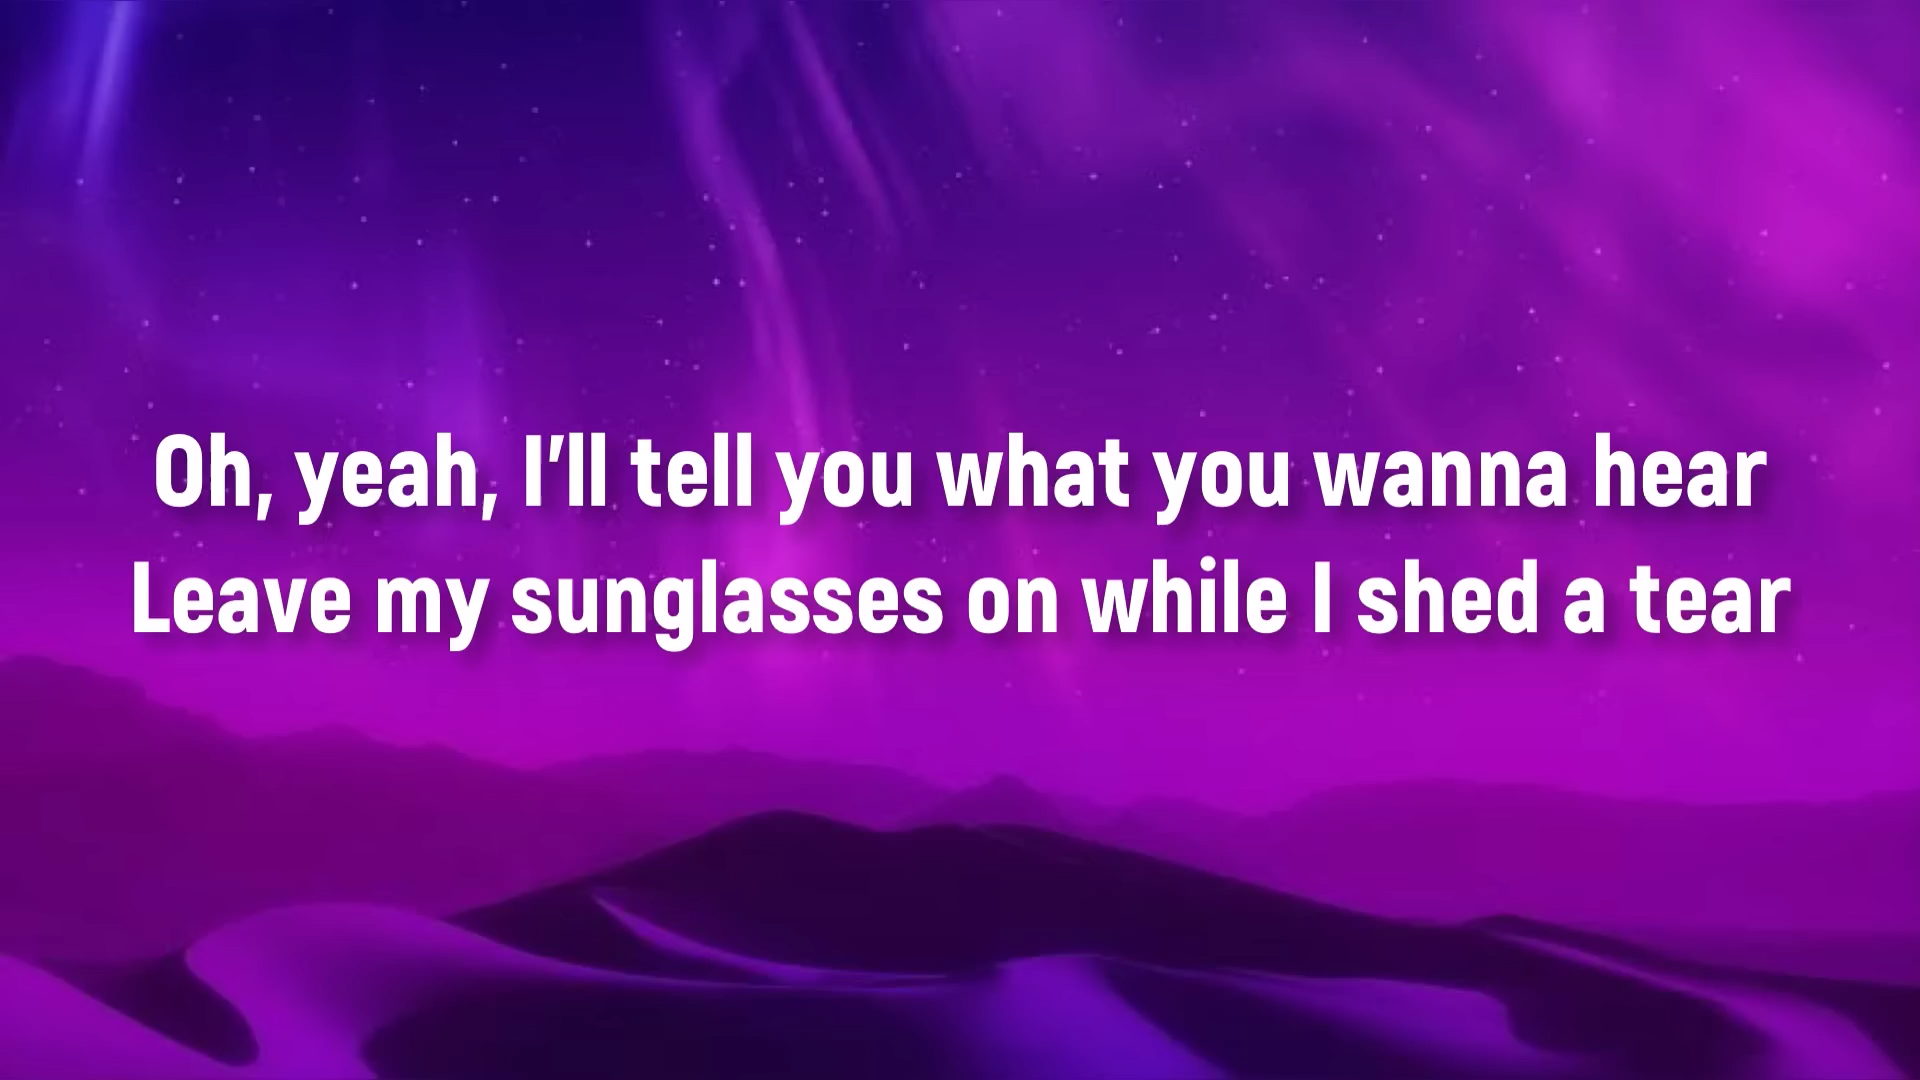 Oh, yeah, I'll tell you what you wanna hear
Leave my sunglasses on while I shed a tear